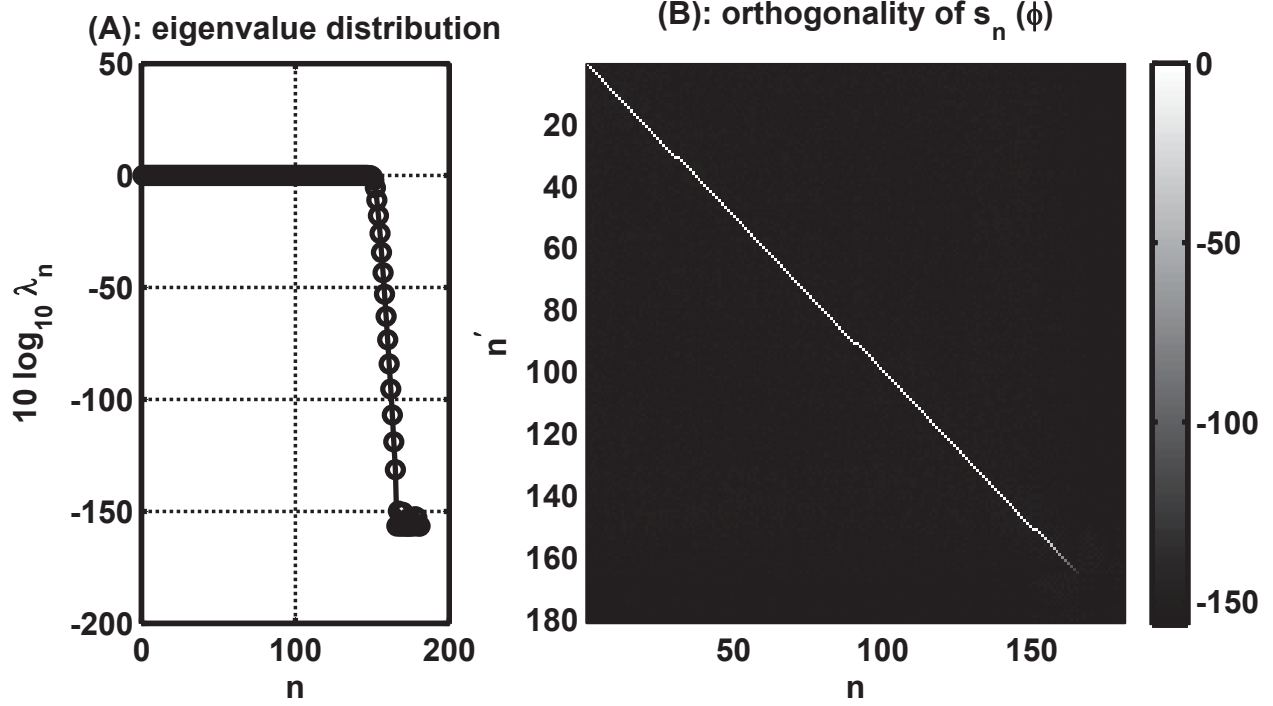 (A): eigenvalue distribution
50
0
-50
-100
-150
-200
0 100 200
n
10 log10 λn
(B): orthogonality of sn (ϕ)
20
40
60
80
100
120
140
160
180
50 100 150
n
n′
0
-50
-100
-150